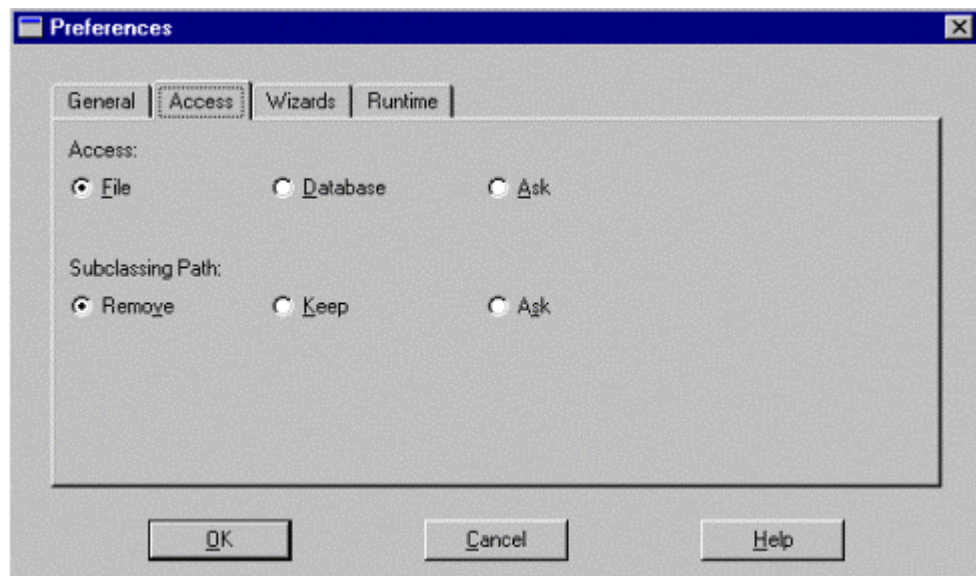 Preferences
General Access Wizards Runtime
Access:
File Database Ask
Subclassing Path:
Remove Keep Ask
OK Cancel Help